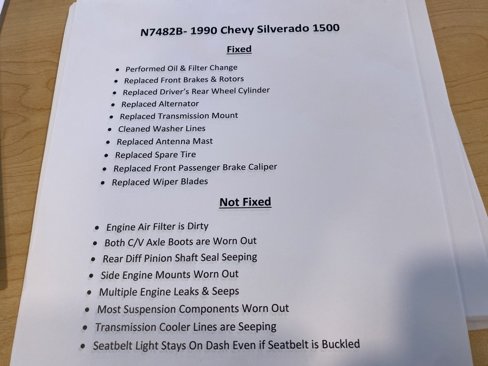 N7482B- 1990 Chevy Silverado 1500
Fixed
• Performed Oil & Filter Change
• Replaced Front Brakes & Rotors
• Replaced Driver's Rear Wheel Cylinder
• Replaced Alternator
• Replaced Transmission Mount
• Cleaned Washer Lines
• Replaced Antenna Mast
• Replaced Spare Tire
• Replaced Front Passenger Brake Caliper
• Replaced Wiper Blades
Not Fixed
• Engine Air Filter is Dirty
• Both C/V Axle Boots are Worn Out
• Rear Diff Pinion Shaft Seal Seeping
• Side Engine Mounts Worn Out
• Multiple Engine Leaks & Seeps
• Most Suspension Components Worn Out
• Transmission Cooler Lines are Seeping
• Seatbelt Light Stays On Dash Even if Seatbelt is Buckled